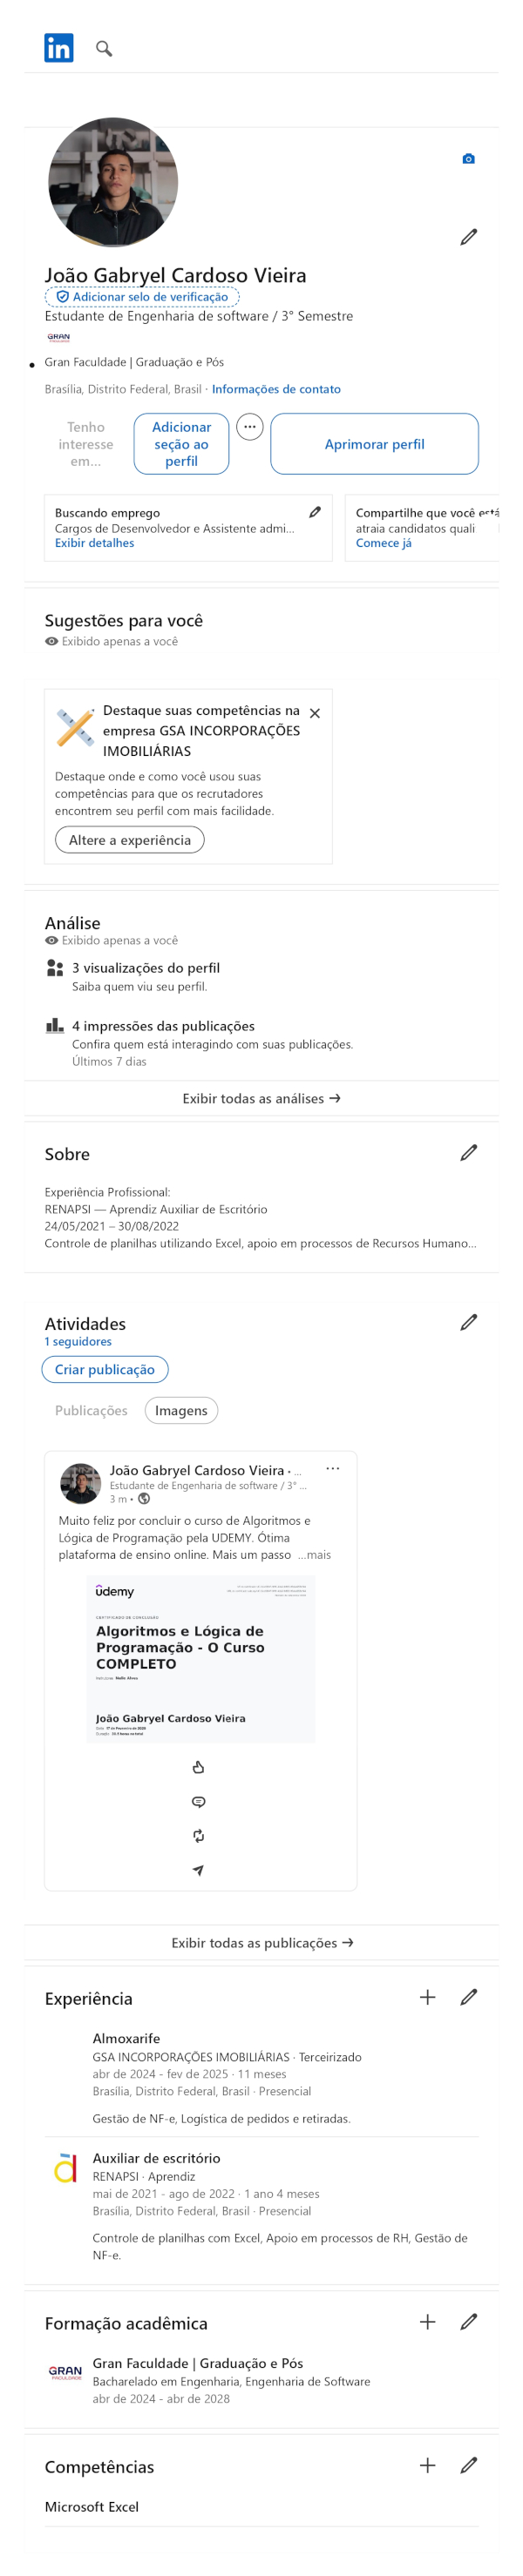 in
João Gabryel Cardoso Vieira
Adicionar selo de verificação
Estudante de Engenharia de software / 3° Semestre
GRAN
Gran Faculdade | Graduação e Pós
Brasília, Distrito Federal, Brasil · Informações de contato
Tenho
interesse
em...
Adicionar
seção ao
perfil
Aprimorar perfil
Buscando emprego
Cargos de Desenvolvedor e Assistente admi...
Exibir detalhes
Compartilhe que você está
atraia candidatos quali
Comece já
Sugestões para você
Exibido apenas a você
Destaque suas competências na
empresa GSA INCORPORAÇÕES
IMOBILIÁRIAS
Destaque onde e como você usou suas
competências para que os recrutadores
encontrem seu perfil com mais facilidade.
Altere a experiência
Análise
Exibido apenas a você
3 visualizações do perfil
Saiba quem viu seu perfil.
4 impressões das publicações
Confira quem está interagindo com suas publicações.
Últimos 7 dias
Exibir todas as análises →
Sobre
Experiência Profissional:
RENAPSI — Aprendiz Auxiliar de Escritório
24/05/2021 – 30/08/2022
Controle de planilhas utilizando Excel, apoio em processos de Recursos Humano...
Atividades
1 seguidores
Criar publicação
Publicações
Imagens
João Gabryel Cardoso Vieira • ...
Estudante de Engenharia de software / 3° ...
3 m •
Muito feliz por concluir o curso de Algoritmos e
Lógica de Programação pela UDEMY. Ótima
plataforma de ensino online. Mais um passo ...mais
udemy
CERTIFICADO DE CONCLUSÃO
Algoritmos e Lógica de
Programação - O Curso
COMPLETO
João Gabryel Cardoso Vieira
Exibir todas as publicações →
Experiência
Almoxarife
GSA INCORPORAÇÕES IMOBILIÁRIAS · Terceirizado
abr de 2024 - fev de 2025 · 11 meses
Brasília, Distrito Federal, Brasil · Presencial
Gestão de NF-e, Logística de pedidos e retiradas.
Auxiliar de escritório
RENAPSI · Aprendiz
mai de 2021 - ago de 2022 · 1 ano 4 meses
Brasília, Distrito Federal, Brasil · Presencial
Controle de planilhas com Excel, Apoio em processos de RH, Gestão de
NF-e.
Formação acadêmica
GRAN
FACULDADE
Gran Faculdade | Graduação e Pós
Bacharelado em Engenharia, Engenharia de Software
abr de 2024 - abr de 2028
Competências
Microsoft Excel